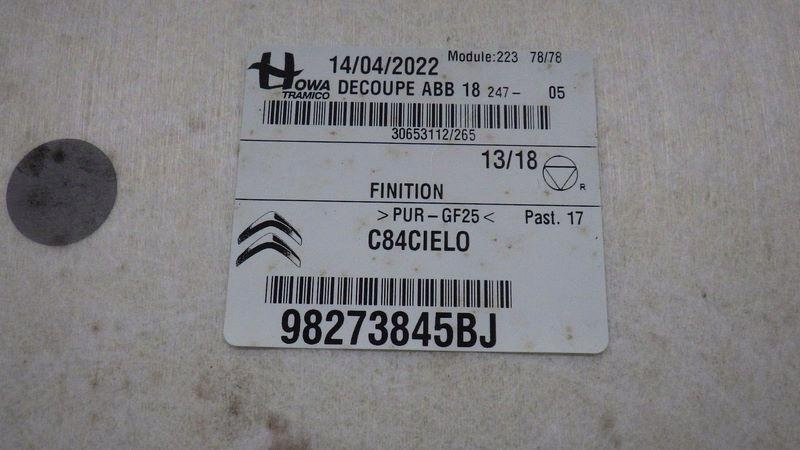 HOWA
TRAMICO
14/04/2022 Module:223 78/78
DECOUPE ABB 18 247- 05
30653112/265
13/18
R
FINITION
>PUR-GF25< Past. 17
C84CIELO
98273845BJ